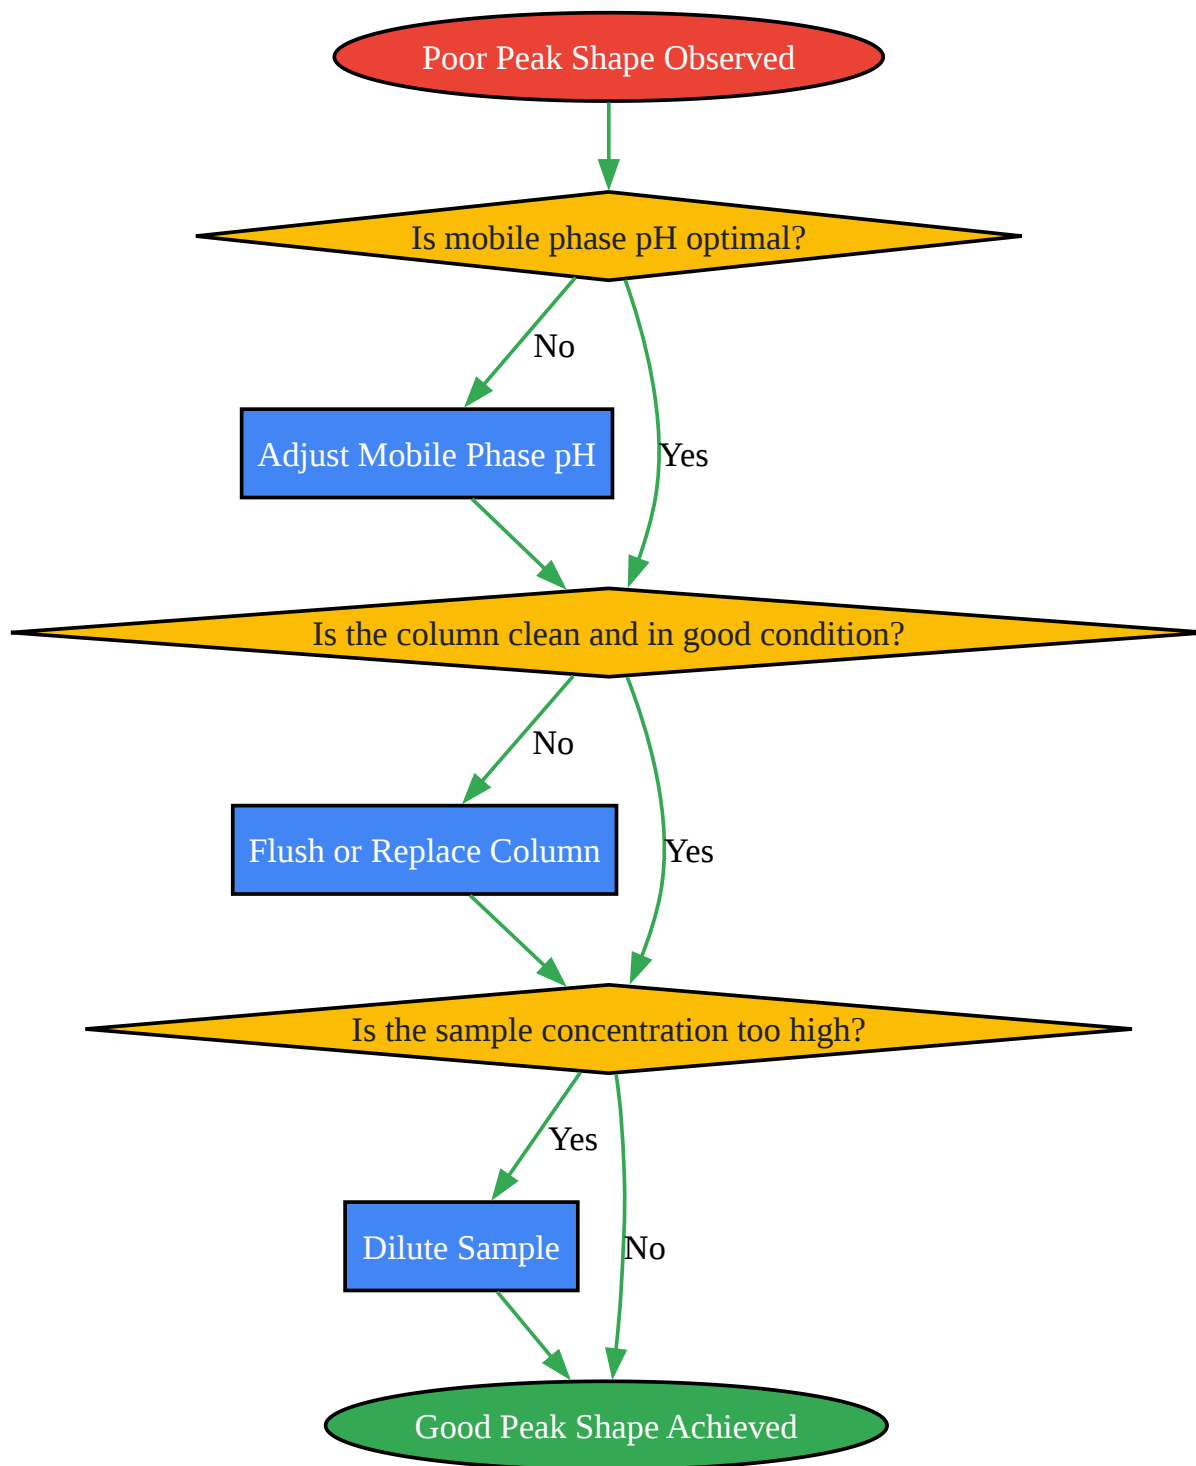 Poor Peak Shape Observed
Is mobile phase pH optimal?
No
Adjust Mobile Phase pH
Yes
Is the column clean and in good condition?
No
Flush or Replace Column
Yes
Is the sample concentration too high?
Yes
Dilute Sample
No
Good Peak Shape Achieved